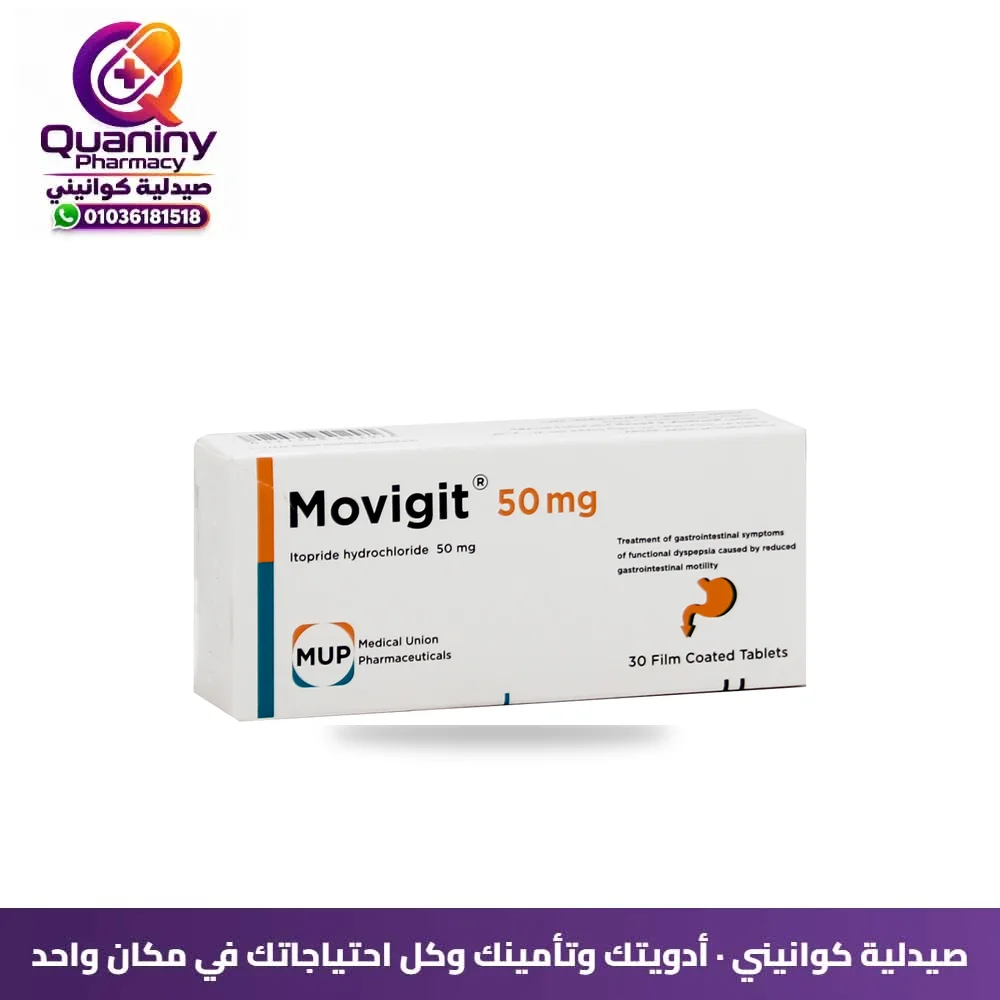 Quaniny
Pharmacy
صيدلية كوانيني
01036181518
Movigit® 50 mg
Itopride hydrochloride 50 mg
Treatment of gastrointestinal symptoms
of functional dyspepsia caused by reduced
gastrointestinal motility
MUP
Medical Union
Pharmaceuticals
30 Film Coated Tablets
صيدلية كوانيني · أدويتك وتأمينك وكل احتياجاتك في مكان واحد